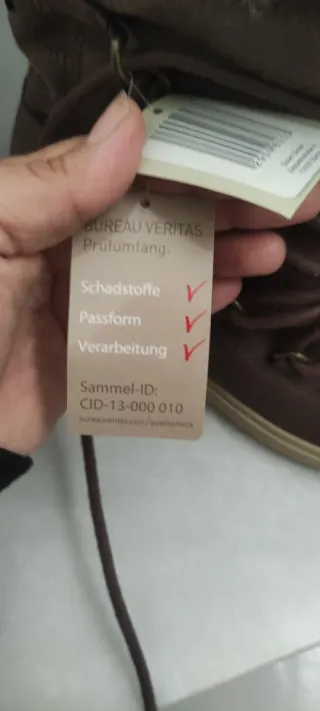 BUREAU VERITAS
Prüfumfang:
Schadstoffe
Passform
Verarbeitung
Sammel-ID:
CID-13-000 010
bureauveritas.com/qualitycheck